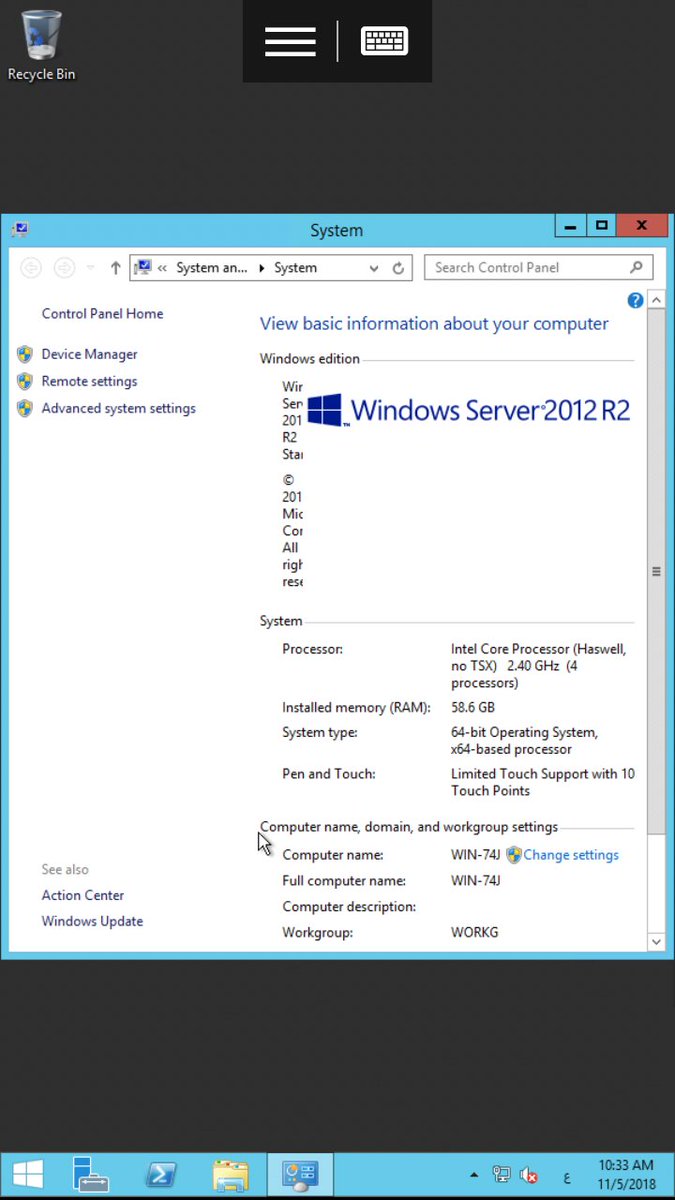 Recycle Bin
System
System an...
System
Search Control Panel
Control Panel Home
Device Manager
Remote settings
Advanced system settings
See also
Action Center
Windows Update
View basic information about your computer
Windows edition
Wir
Ser
201
R2
Sta
©
201
Mic
Cor
All
righ
rese
Windows Server 2012 R2
System
Processor:
Intel Core Processor (Haswell,
no TSX) 2.40 GHz (4
processors)
Installed memory (RAM):
58.6 GB
System type:
64-bit Operating System,
x64-based processor
Pen and Touch:
Limited Touch Support with 10
Touch Points
Computer name, domain, and workgroup settings
Computer name:
WIN-74J
Change settings
Full computer name:
WIN-74J
Computer description:
Workgroup:
WORKG
ع
10:33 AM
11/5/2018